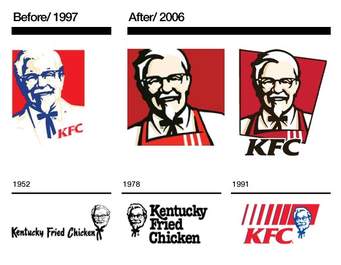 Before/ 1997
After/ 2006
KFC
KFC
1952
1978
1991
Kentucky Fried Chicken
Kentucky
Fried
Chicken
KFC